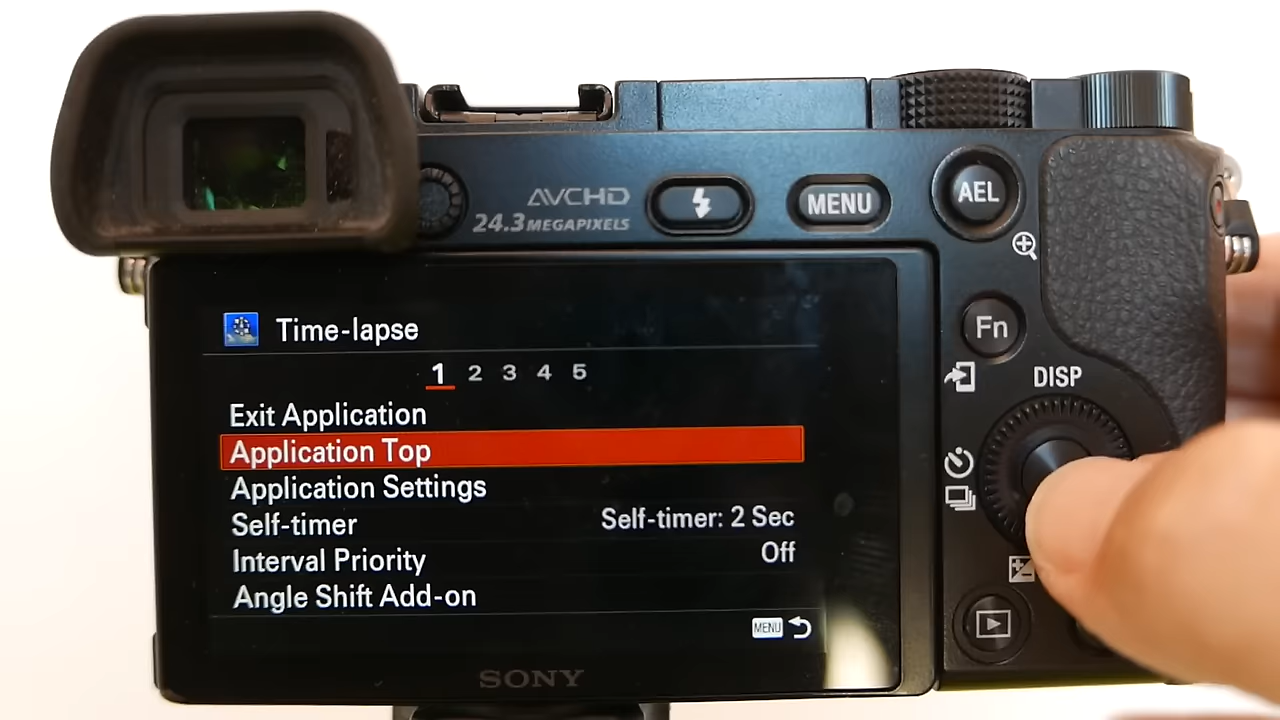 AVCHD
24.3 MEGAPIXELS
MENU
AEL
Fn
DISP
Time-lapse
1 2 3 4 5
Exit Application
Application Top
Application Settings
Self-timer Self-timer: 2 Sec
Interval Priority Off
Angle Shift Add-on
MENU
SONY